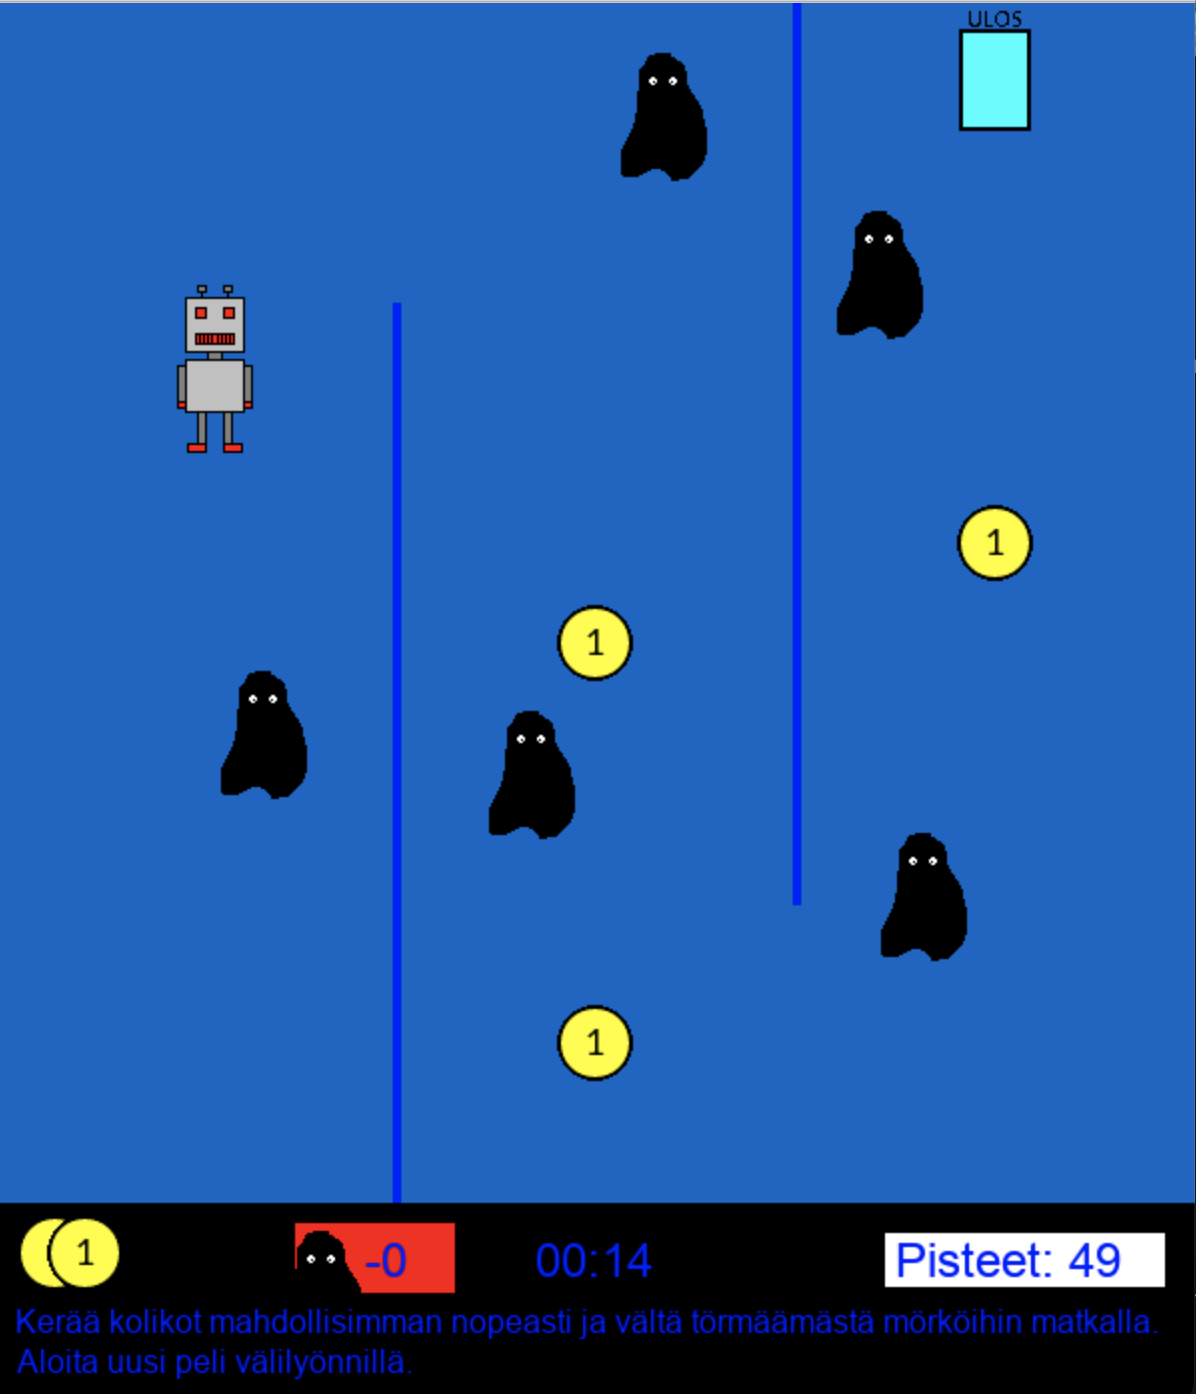 ULOS
1
1
1
1
-0
00:14
Pisteet: 49
Kerää kolikot mahdollisimman nopeasti ja vältä törmäämästä mörköihin matkalla.
Aloita uusi peli välilyönnillä.